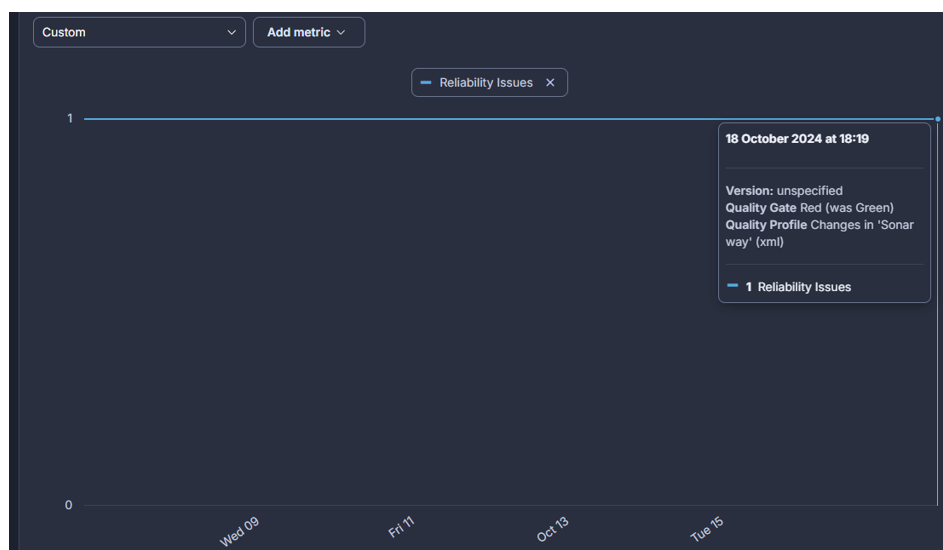 Custom
Add metric
Reliability Issues
1
18 October 2024 at 18:19
Version: unspecified
Quality Gate Red (was Green)
Quality Profile Changes in 'Sonar
way' (xml)
1 Reliability Issues
0
Wed 09
Fri 11
Oct 13
Tue 15